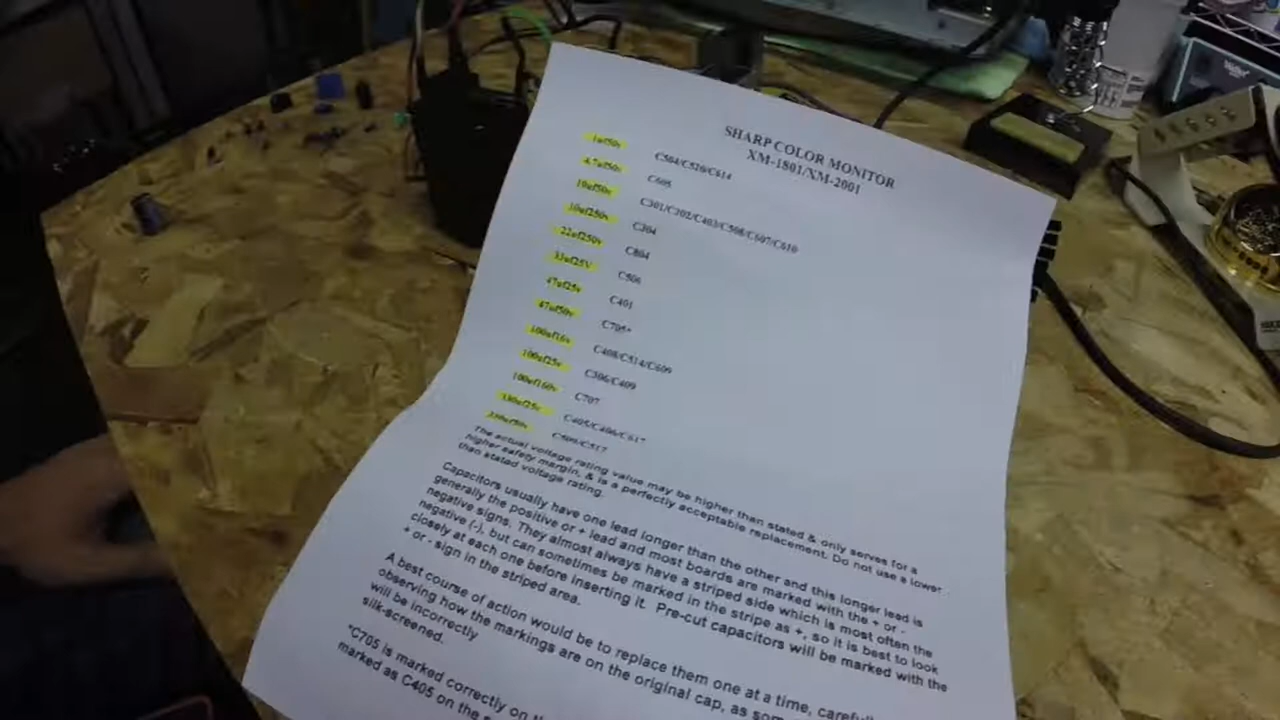 SHARP COLOR MONITOR
XM-1801/XM-2001
1uf50v C504/C520/C614
4.7uf50v C605
10uf50v C301/C302/C403/C508/C607/C610
10uf250v C304
22uf250v C804
33uf25V C506
47uf25v C401
47uf50v C705*
100uf16v C408/C514/C609
100uf25v C306/C409
100uf160v C707
330uf25v C405/C406/C617
330uf50v C509/C517
The actual voltage rating value may be higher than stated & only serves for a
higher safety margin, & is a perfectly acceptable replacement. Do not use a lower
than stated voltage rating.
Capacitors usually have one lead longer than the other and this longer lead is
generally the positive or + lead and most boards are marked with the + or -
negative signs. They almost always have a striped side which is most often the
negative (-), but can sometimes be marked in the stripe as +, so it is best to look
closely at each one before inserting it. Pre-cut capacitors will be marked with the
+ or - sign in the striped area.
A best course of action would be to replace them one at a time, carefull
observing how the markings are on the original cap, as som
will be incorrectly
silk-screened.
*C705 is marked correctly on th
marked as C405 on the
Weller